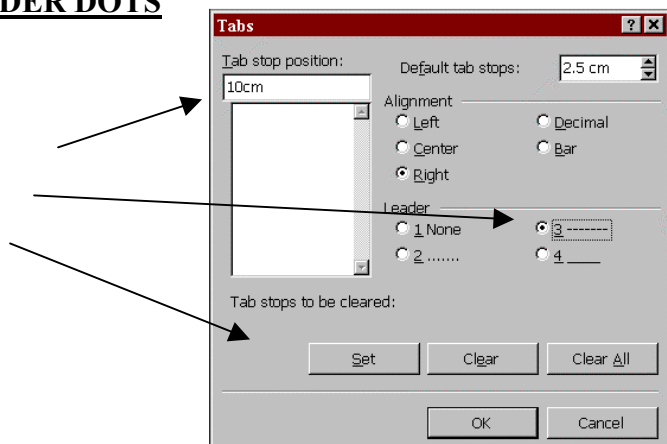 DER DOTS
Tabs
Tab stop position:
Default tab stops:
2.5 cm
10cm
Alignment
Left
Decimal
Center
Bar
Right
Leader
1 None
3 -------
2 .......
4 ____
Tab stops to be cleared:
Set
Clear
Clear All
OK
Cancel